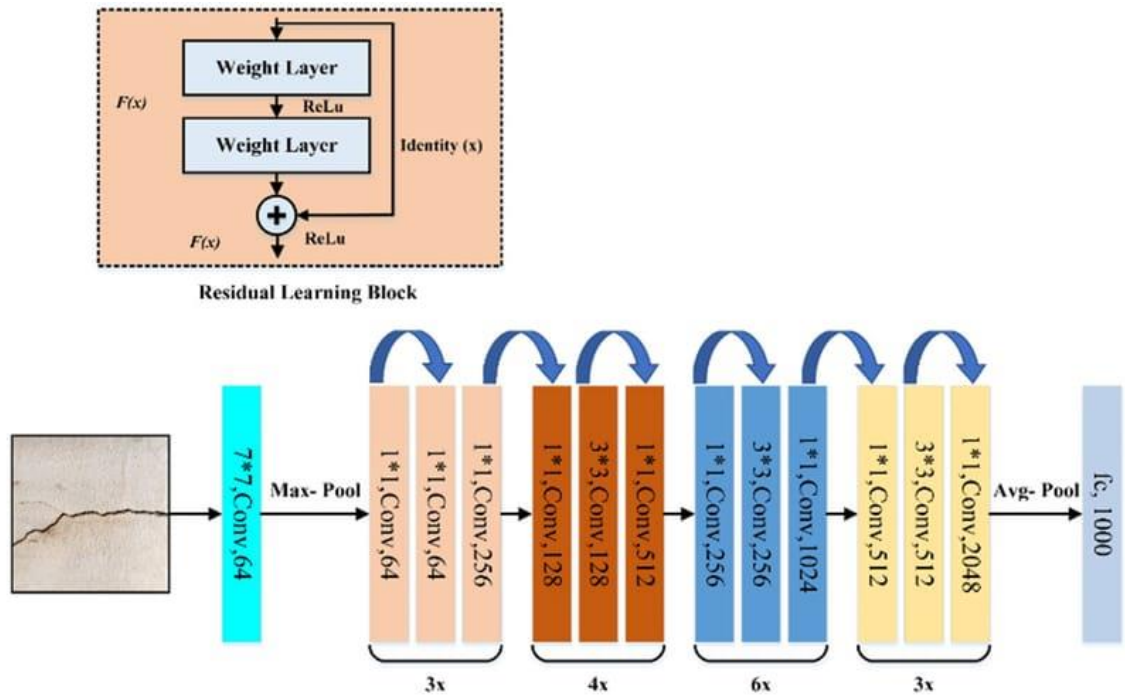 Weight Layer
ReLu
F(x)
Weight Layer
Identity (x)
+
F(x)
ReLu
Residual Learning Block
7*7,Conv,64
Max- Pool
1*1,Conv,64
1*1,Conv,64
1*1,Conv,256
1*1,Conv,128
3*3,Conv,128
1*1,Conv,512
1*1,Conv,256
3*3,Conv,256
1*1,Conv,1024
1*1,Conv,512
3*3,Conv,512
1*1,Conv,2048
Avg- Pool
fc, 1000
3x
4x
6x
3x